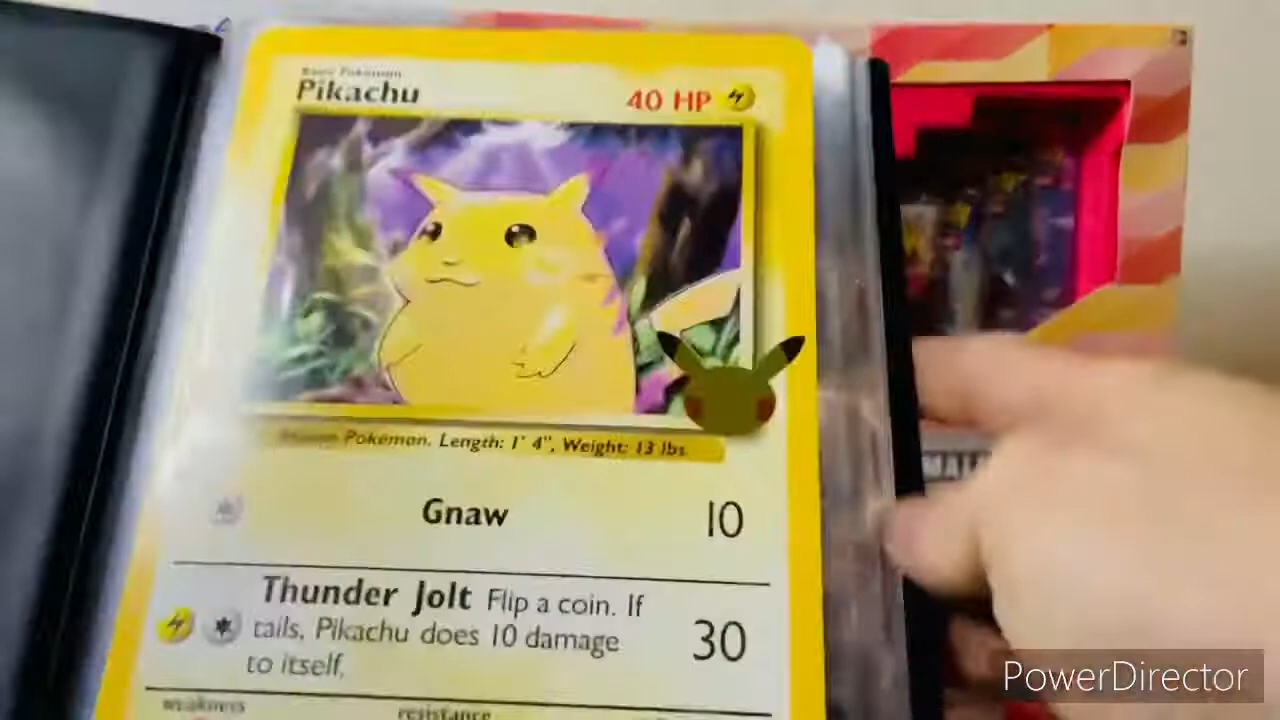 Basic Pokémon
Pikachu
40 HP
Mouse Pokémon. Length: 1' 4", Weight: 13 lbs.
Gnaw
10
Thunder Jolt Flip a coin. If
tails, Pikachu does 10 damage
to itself.
30
weakness
resistance
PowerDirector